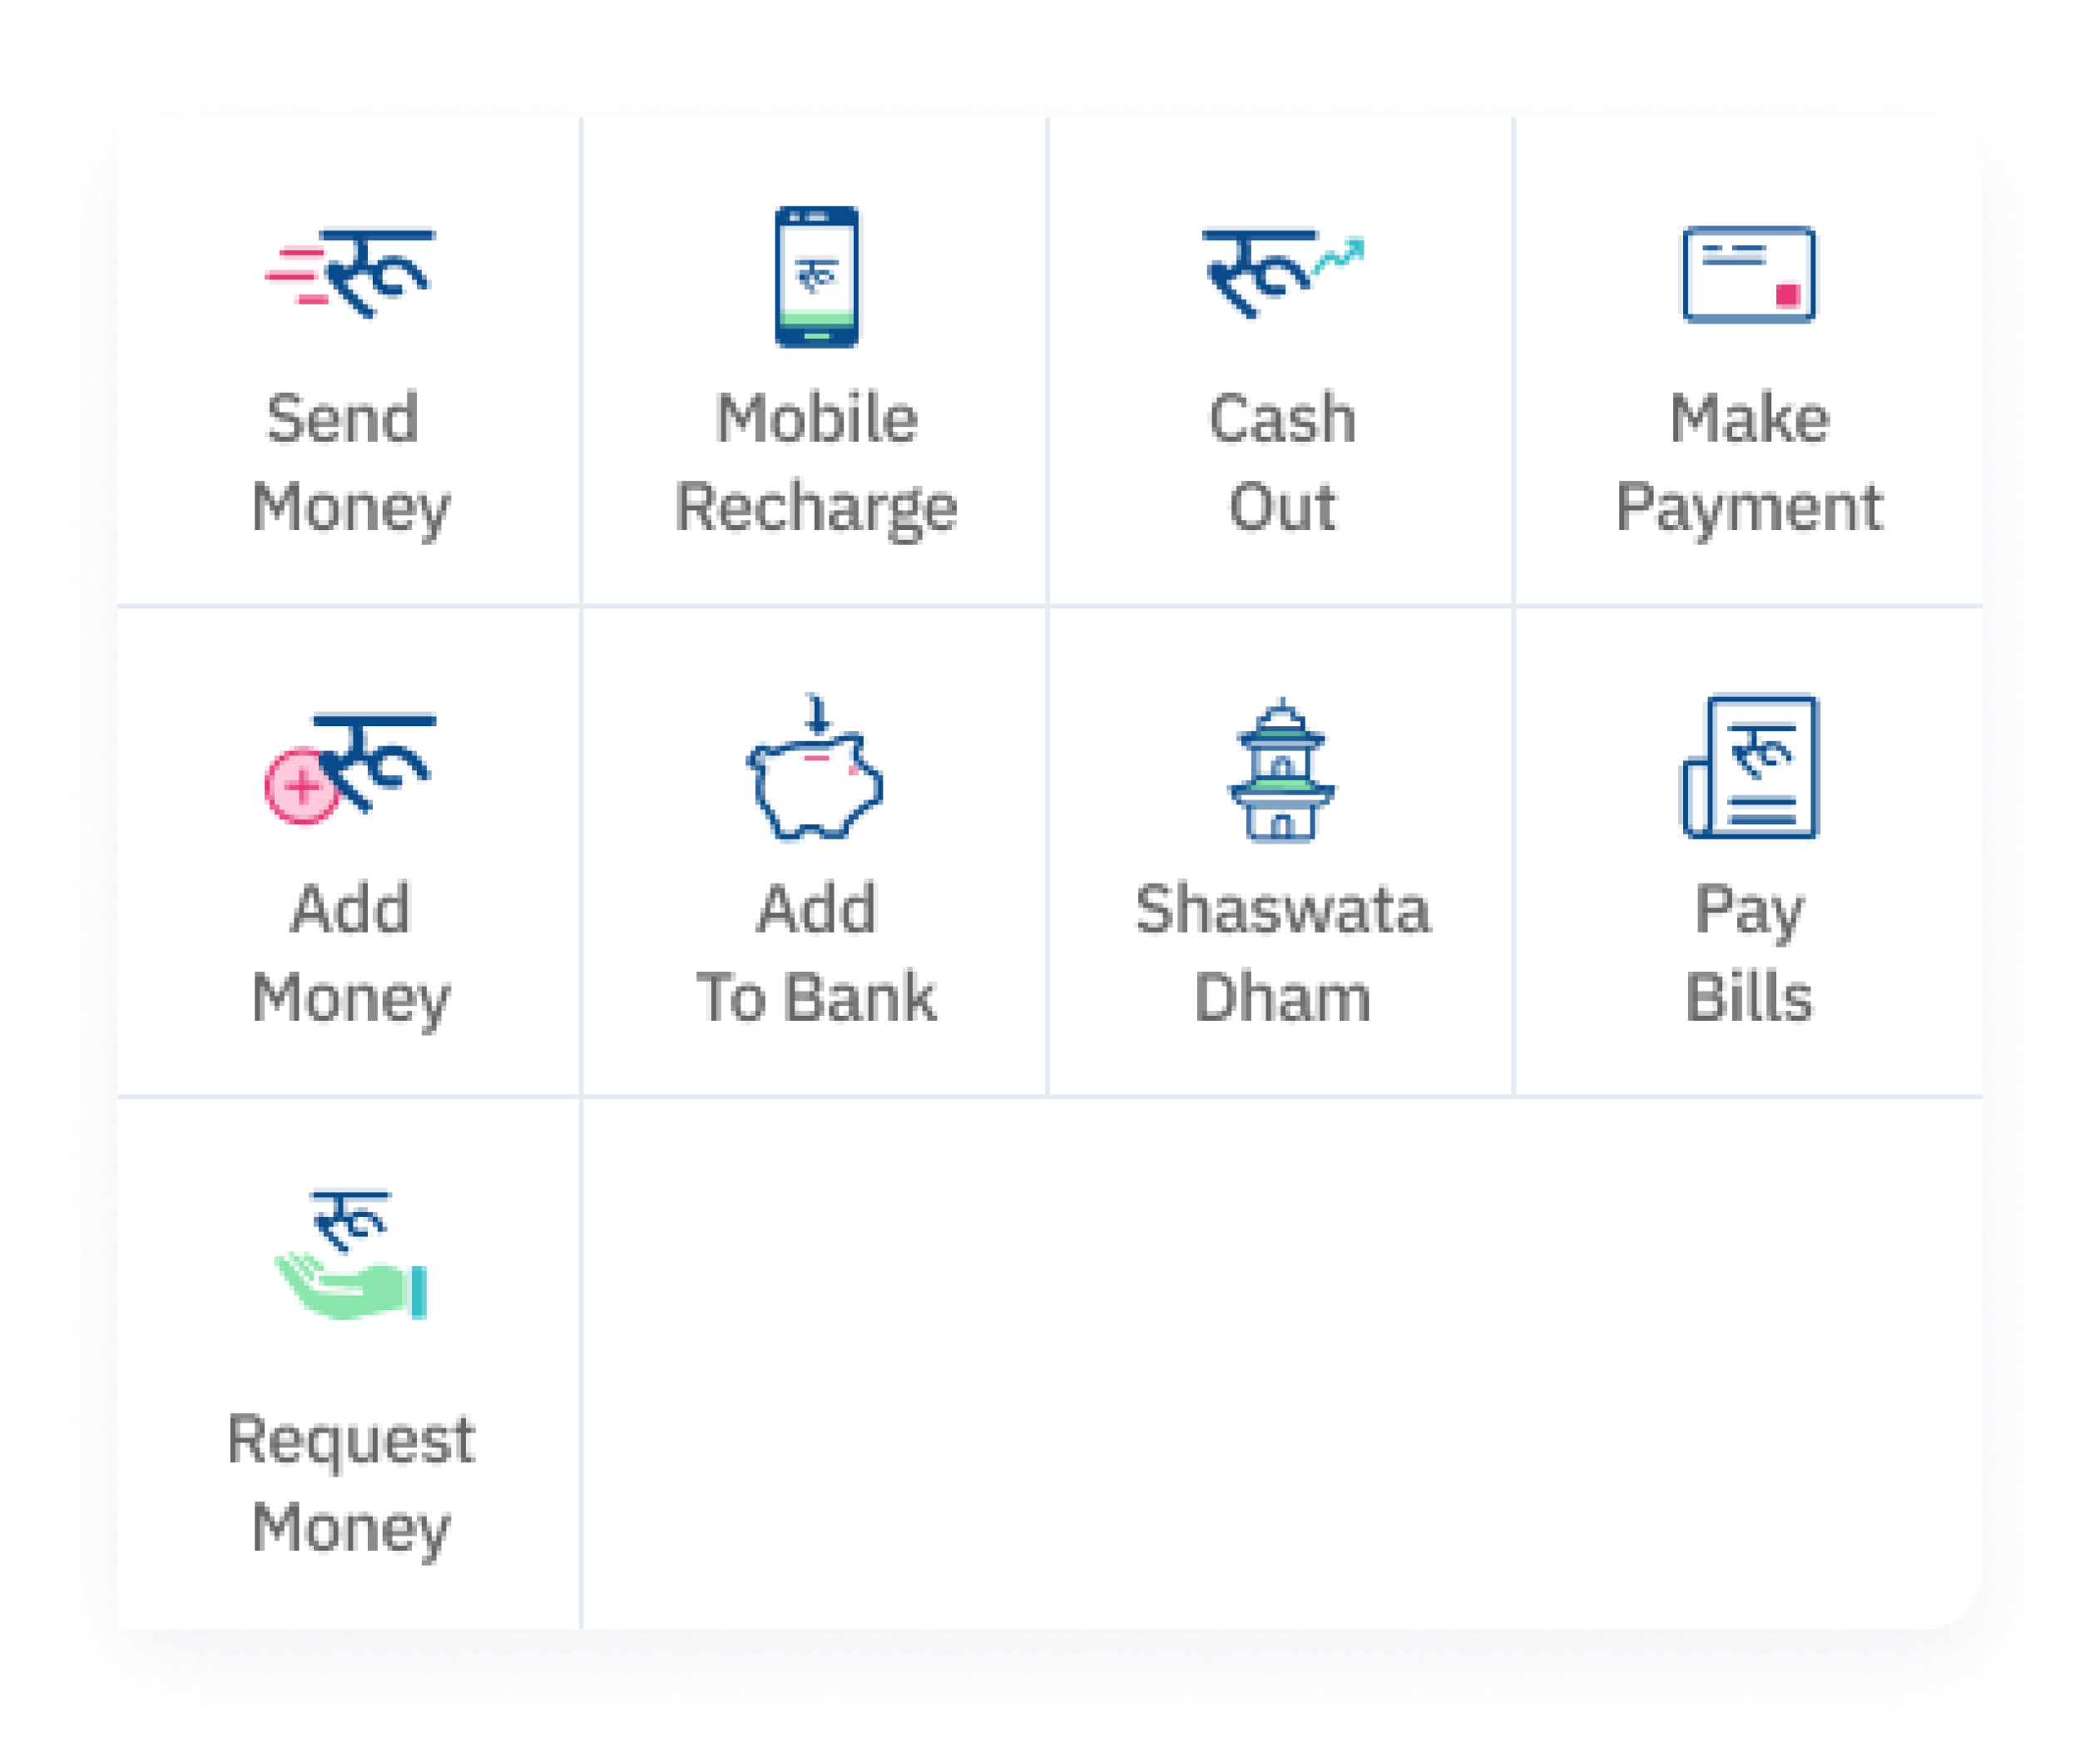 रू
Send
Money
रू
Mobile
Recharge
रू
Cash
Out
Make
Payment
रू
Add
Money
Add
To Bank
Shaswata
Dham
रू
Pay
Bills
रू
Request
Money